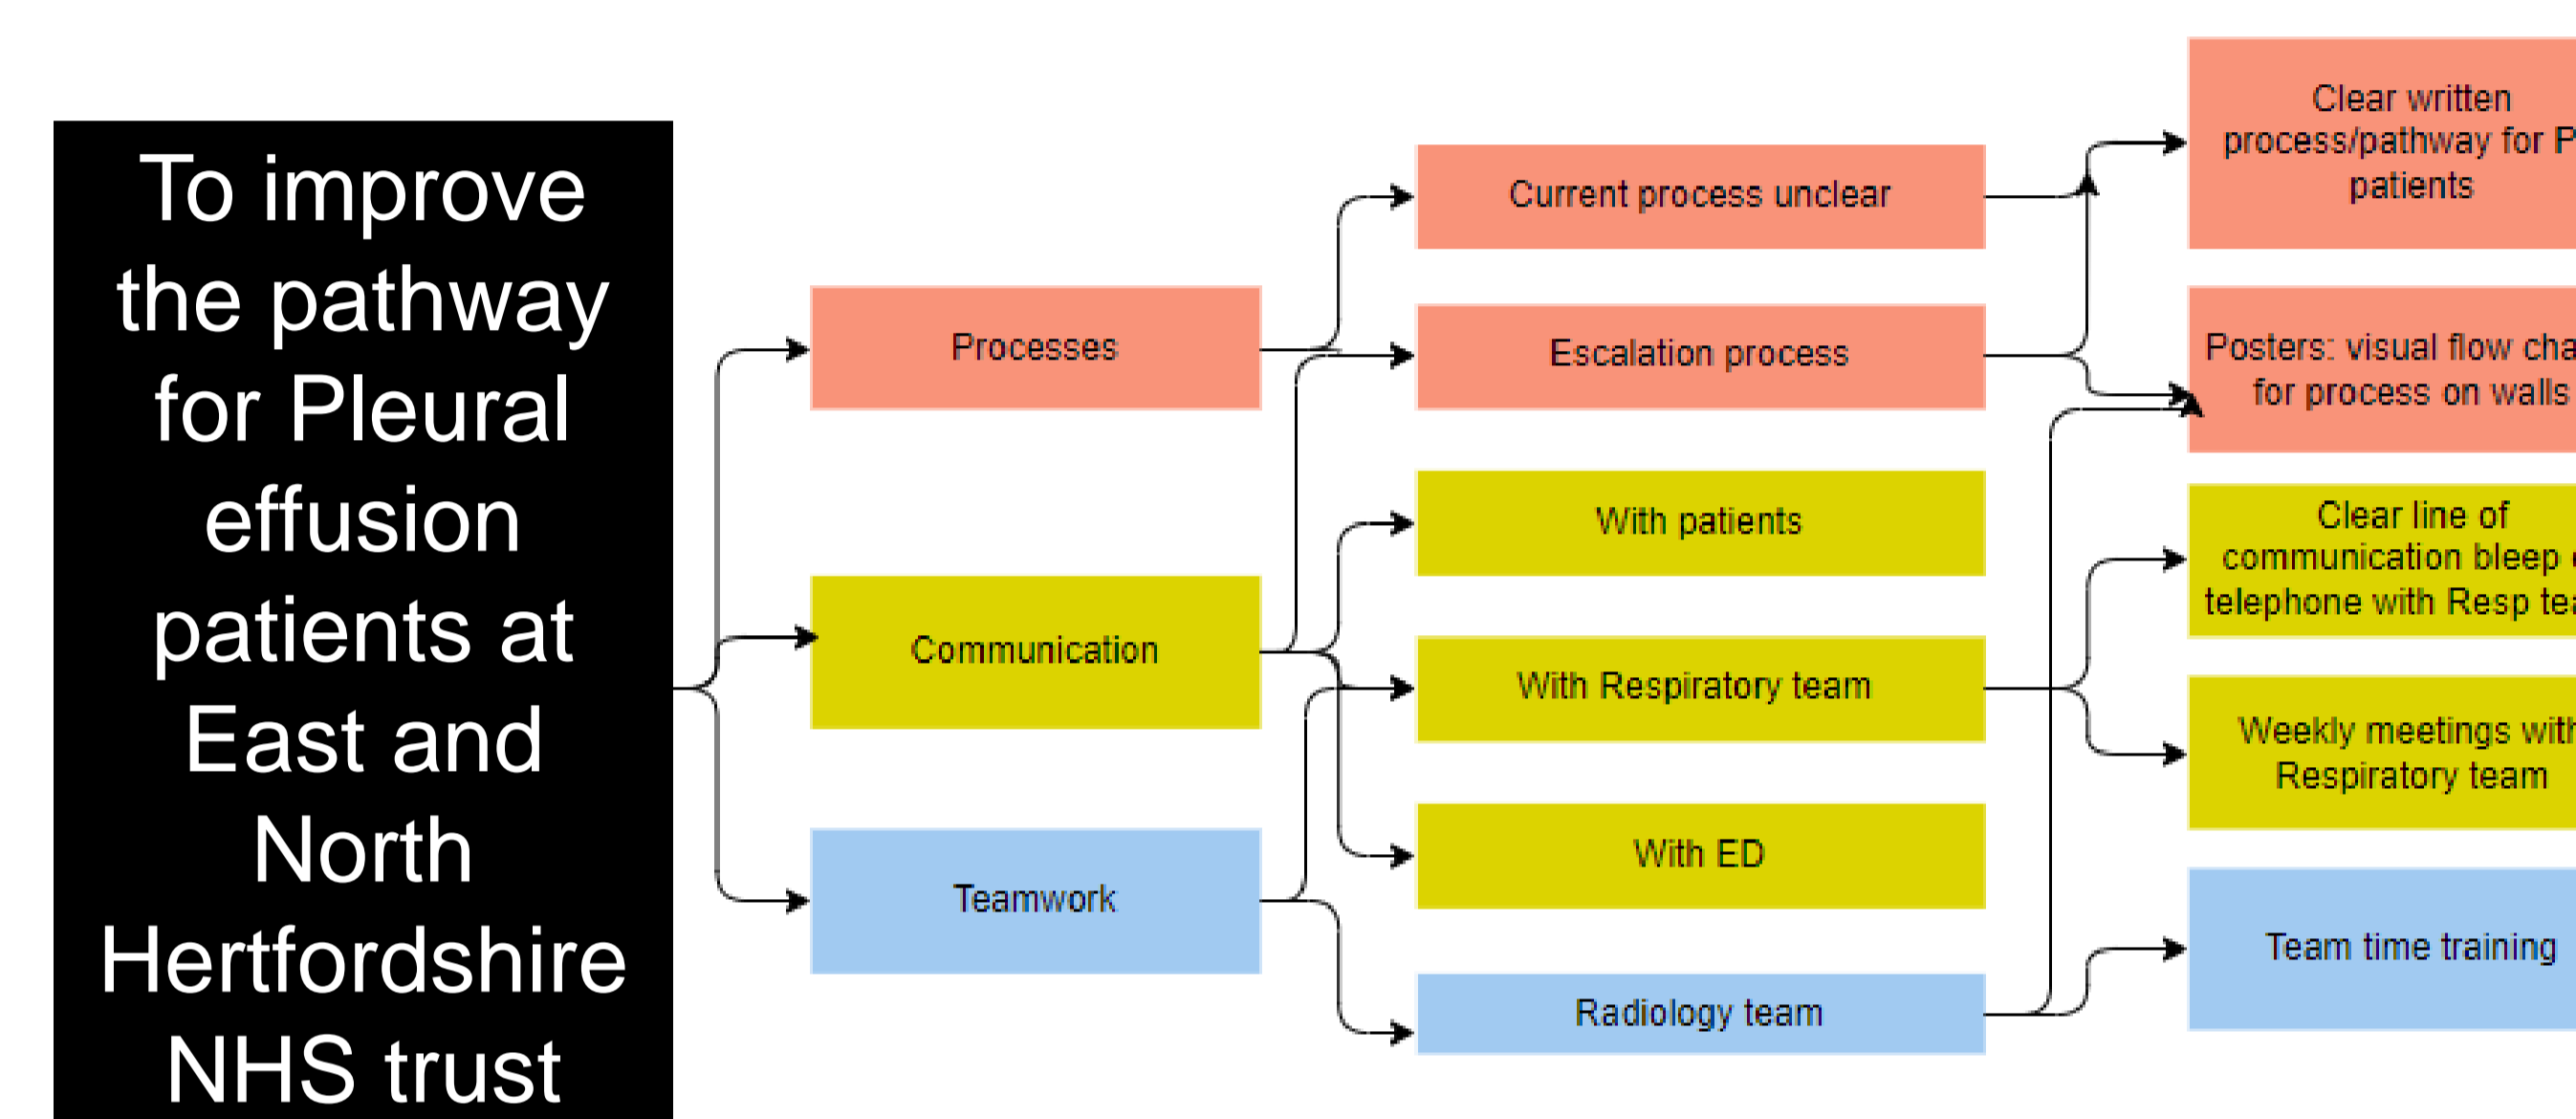 To improve
the pathway
for Pleural
effusion
patients at
East and
North
Hertfordshire
NHS trust
Processes
Communication
Teamwork
Current process unclear
Escalation process
With patients
With Respiratory team
With ED
Radiology team
Clear written
process/pathway for
patients
Posters: visual flow
for process on walls
Clear line of
communication bleep
telephone with Resp
Weekly meetings with
Respiratory team
Team time training